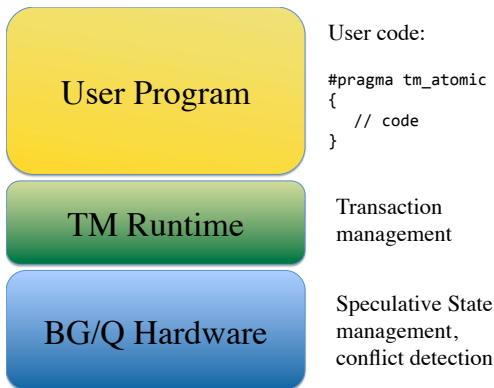 User Program
User code:
#pragma tm_atomic
{
// code
}
TM Runtime
Transaction
management
BG/Q Hardware
Speculative State
management,
conflict detection